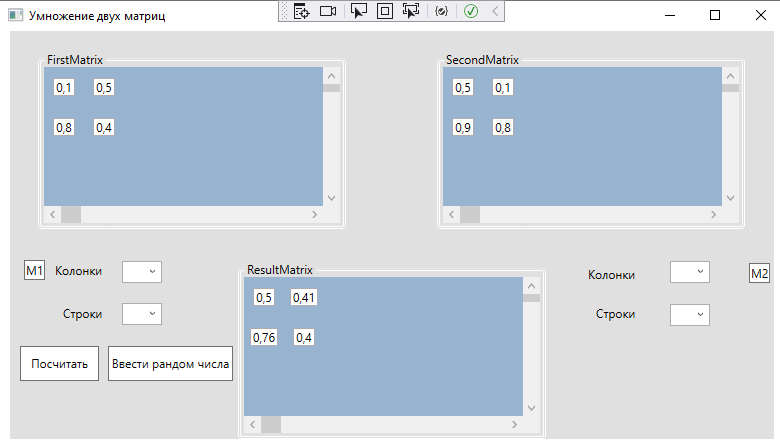 Умножение двух матриц
FirstMatrix
0,1 0,5
0,8 0,4
SecondMatrix
0,5 0,1
0,9 0,8
M1 Колонки
Строки
Посчитать Ввести рандом числа
ResultMatrix
0,5 0,41
0,76 0,4
Колонки M2
Строки